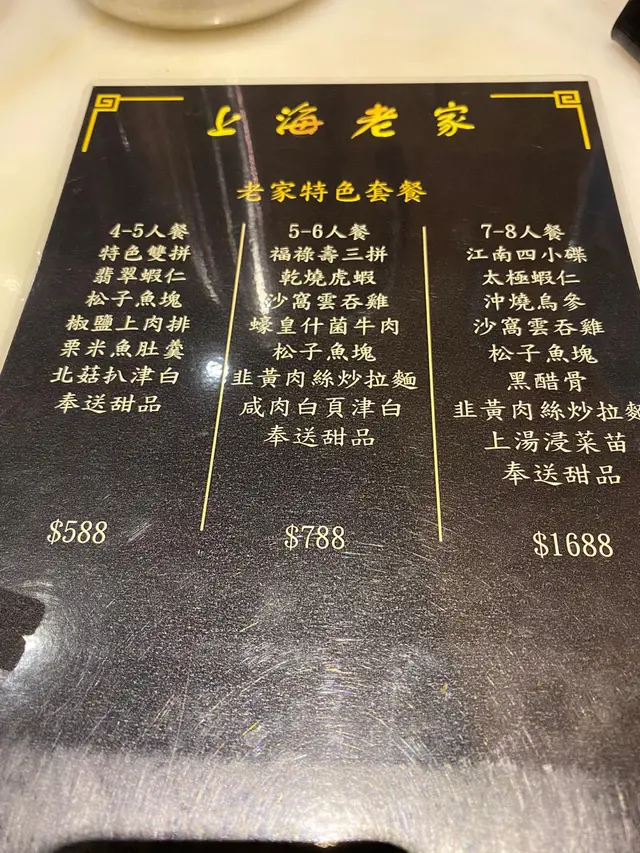 上海老家
老家特色套餐
4-5人餐
特色雙拼
翡翠蝦仁
松子魚塊
椒鹽上肉排
粟米魚肚羹
北菇扒津白
奉送甜品
$588
5-6人餐
福祿壽三拼
乾燒虎蝦
沙窩雲吞雞
蠔皇什菌牛肉
松子魚塊
韭黃肉絲炒拉麵
咸肉白頁津白
奉送甜品
$788
7-8人餐
江南四小碟
太極蝦仁
沖燒烏參
沙窩雲吞雞
松子魚塊
黑醋骨
韭黃肉絲炒拉麵
上湯浸菜苗
奉送甜品
$1688